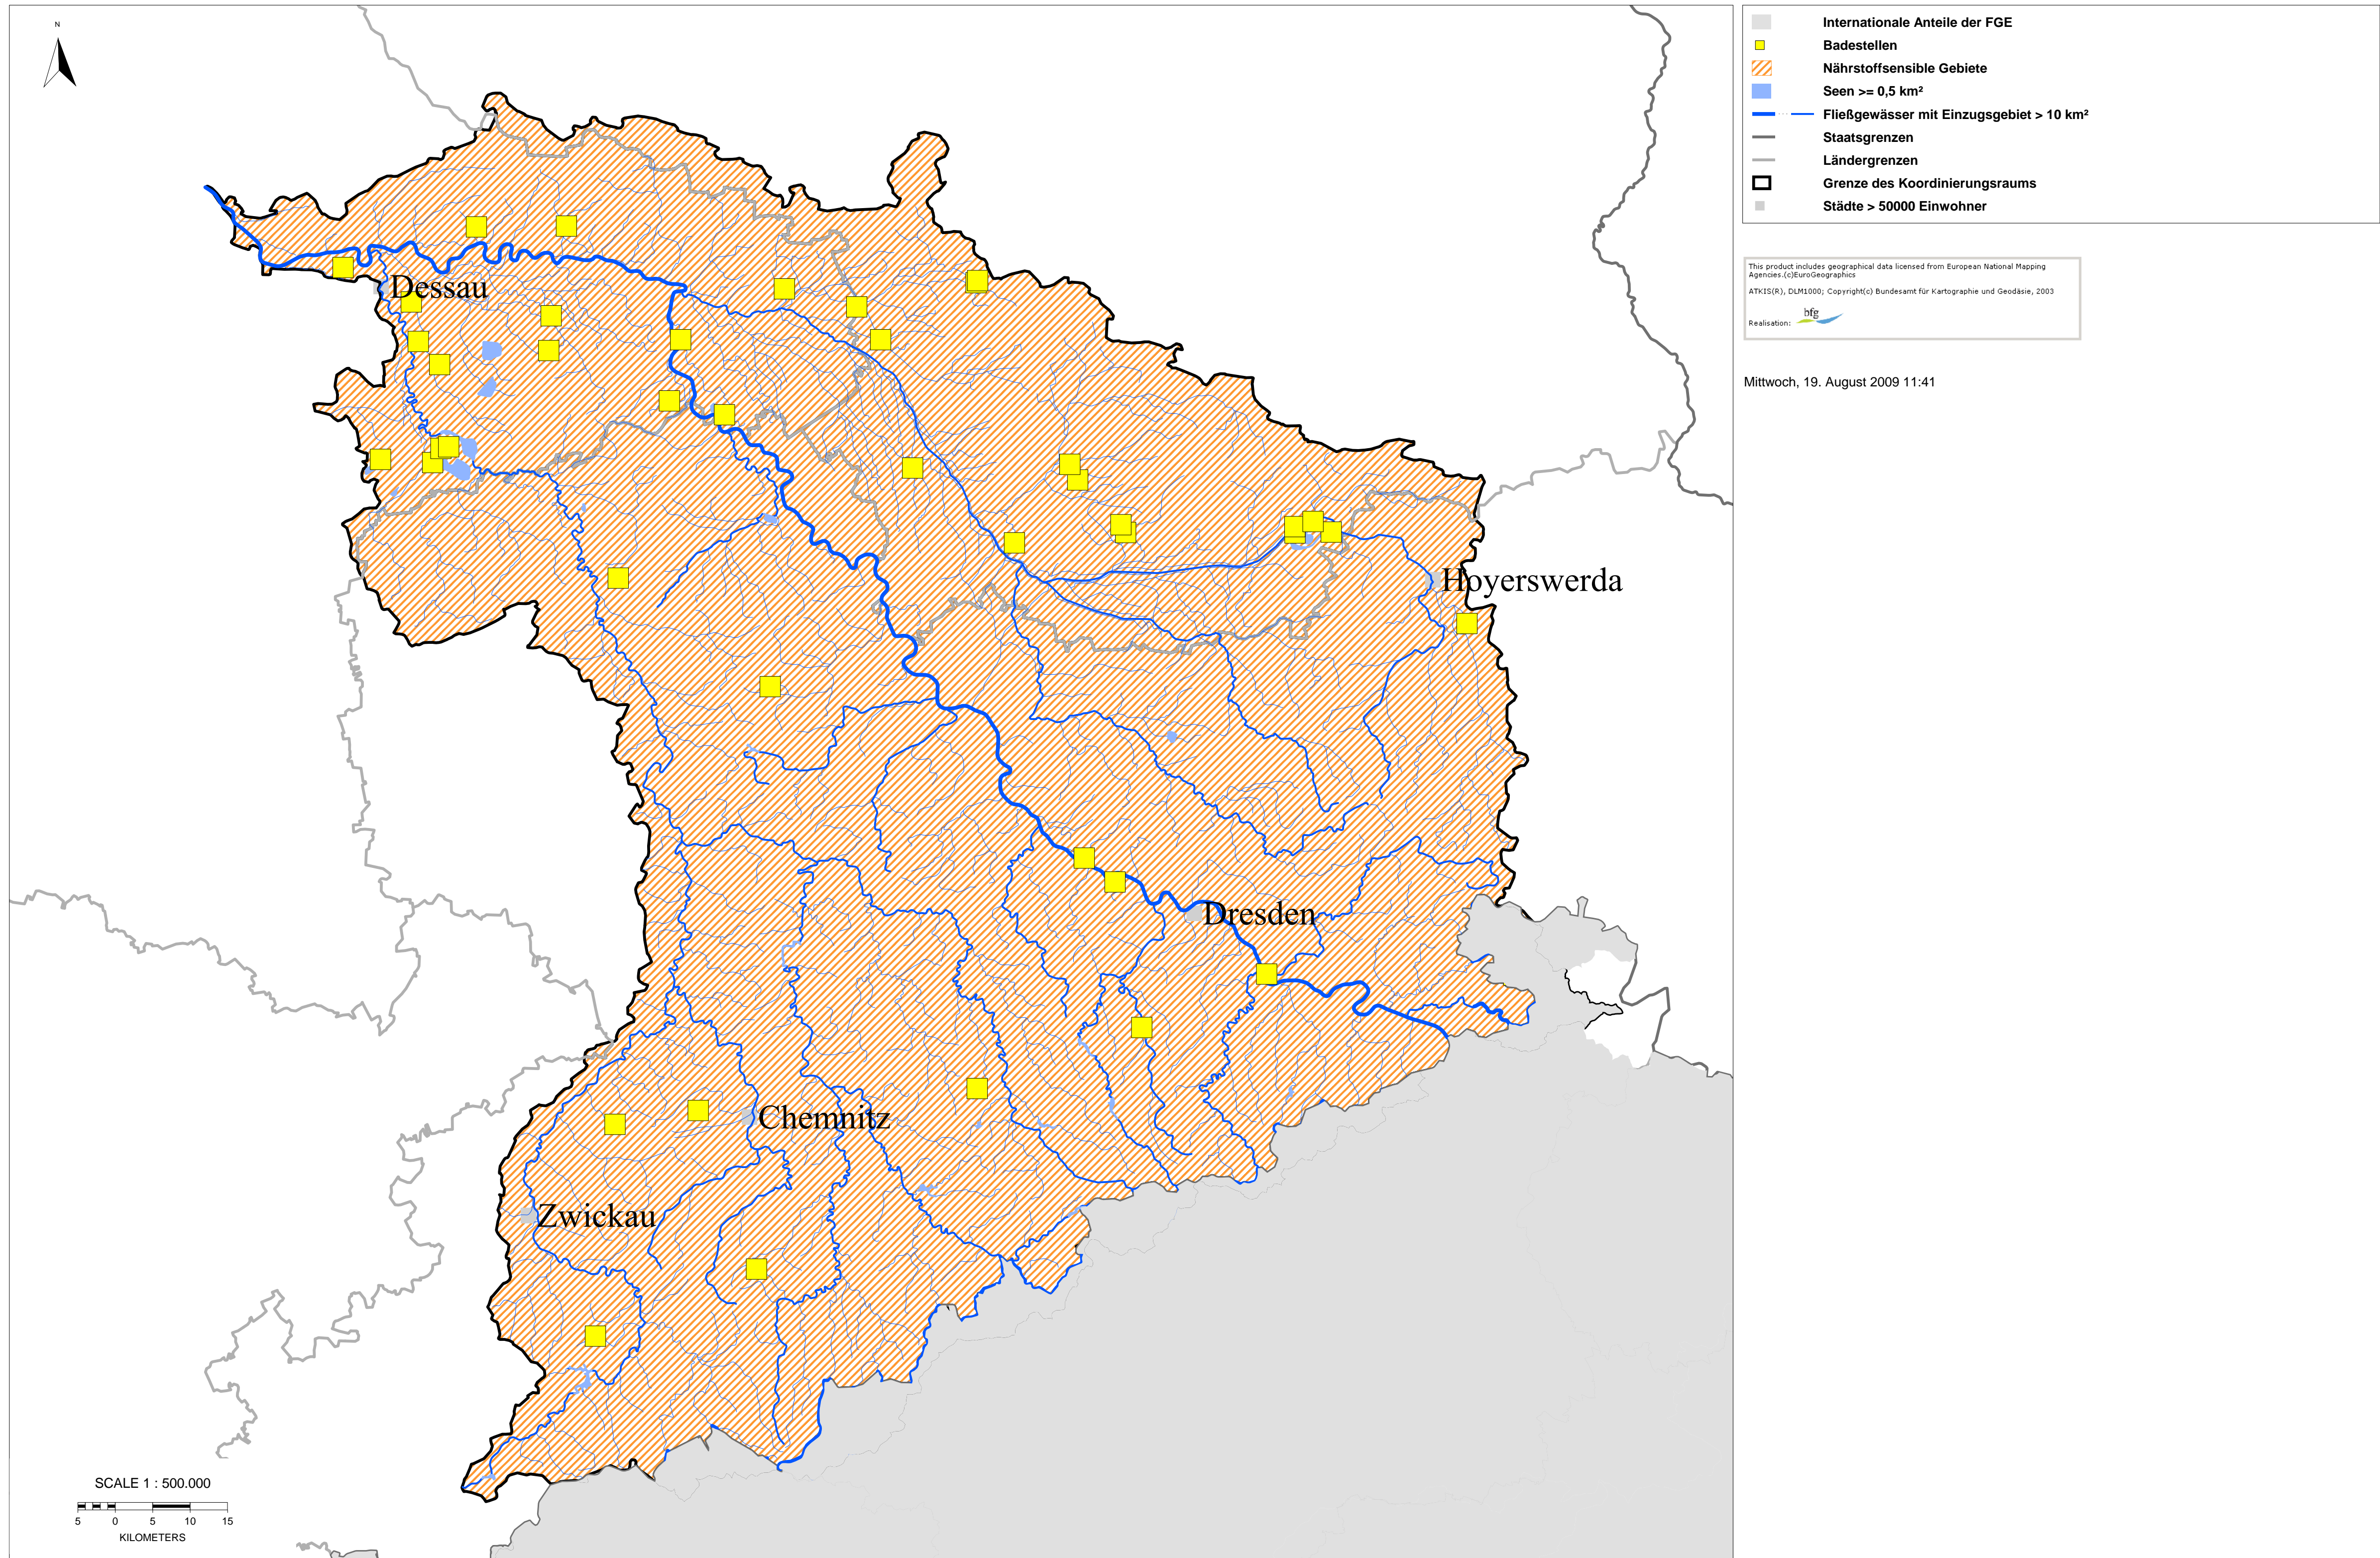 N
Dessau
Hoyerswerda
Dresden
Chemnitz
Zwickau
SCALE 1 : 500.000
5 0 5 10 15
KILOMETERS
Internationale Anteile der FGE
Badestellen
Nährstoffsensible Gebiete
Seen >= 0,5 km²
Fließgewässer mit Einzugsgebiet > 10 km²
Staatsgrenzen
Ländergrenzen
Grenze des Koordinierungsraums
Städte > 50000 Einwohner
This product includes geographical data licensed from European National Mapping
Agencies.(c)EuroGeographics
ATKIS(R), DLM1000; Copyright(c) Bundesamt für Kartographie und Geodäsie, 2003
Realisation: bfg
Mittwoch, 19. August 2009 11:41